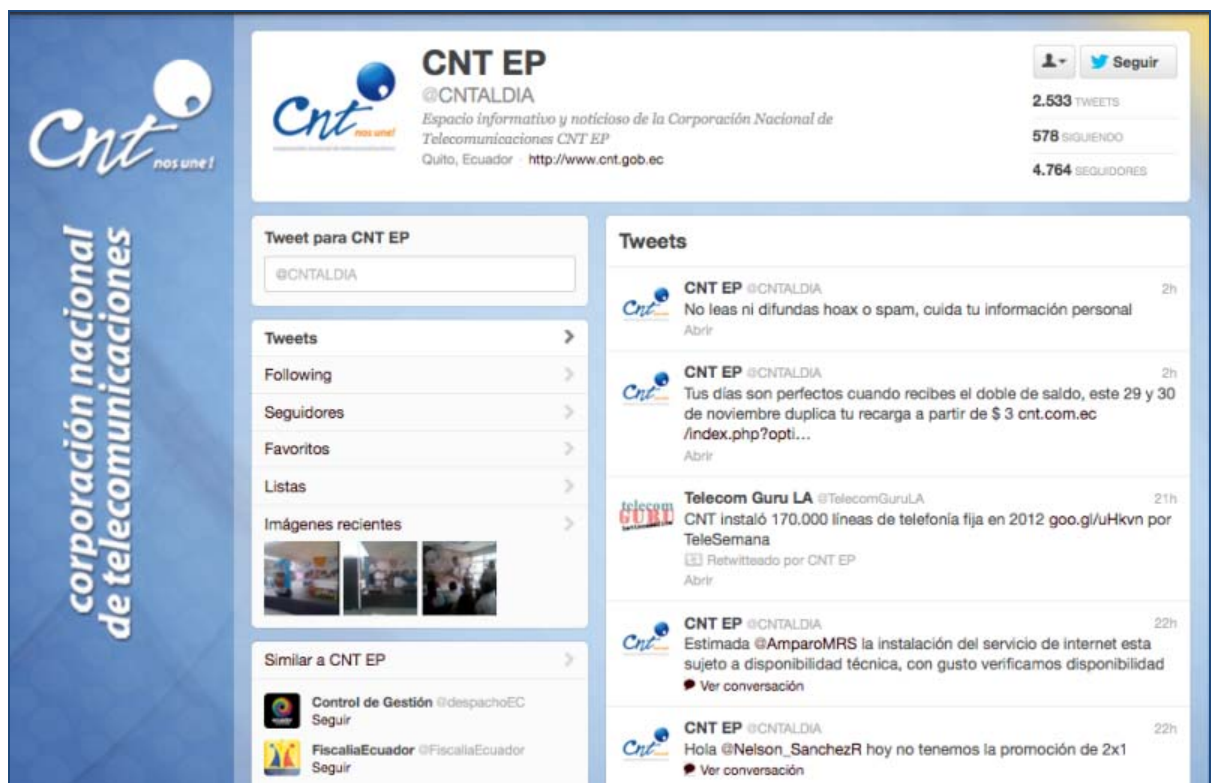 Cnt
nos une!
corporación nacional
de telecomunicaciones
Cnt
nos une!
CNT EP
@CNTALDIA
Espacio informativo y noticioso de la Corporación Nacional de
Telecomunicaciones CNT EP
Quito, Ecuador · http://www.cnt.gob.ec
Seguir
2.533 TWEETS
578 SIGUIENDO
4.764 SEGUIDORES
Tweet para CNT EP
@CNTALDIA
Tweets
Following
Seguidores
Favoritos
Listas
Imágenes recientes
Similar a CNT EP
Control de Gestión @despachoEC
Seguir
FiscaliaEcuador @FiscaliaEcuador
Seguir
Tweets
CNT EP @CNTALDIA 2h
Cnt
No leas ni difundas hoax o spam, cuida tu información personal
Abrir
CNT EP @CNTALDIA 2h
Cnt
Tus días son perfectos cuando recibes el doble de saldo, este 29 y 30
de noviembre duplica tu recarga a partir de $ 3 cnt.com.ec
/index.php?opti...
Abrir
telecom
GURU
Telecom Guru LA @TelecomGuruLA 21h
CNT instaló 170.000 líneas de telefonía fija en 2012 goo.gl/uHkvn por
TeleSemana
Retwitteado por CNT EP
Abrir
CNT EP @CNTALDIA 22h
Cnt
Estimada @AmparoMRS la instalación del servicio de internet esta
sujeto a disponibilidad técnica, con gusto verificamos disponibilidad
Ver conversación
CNT EP @CNTALDIA 22h
Cnt
Hola @Nelson_SanchezR hoy no tenemos la promoción de 2x1
Ver conversación